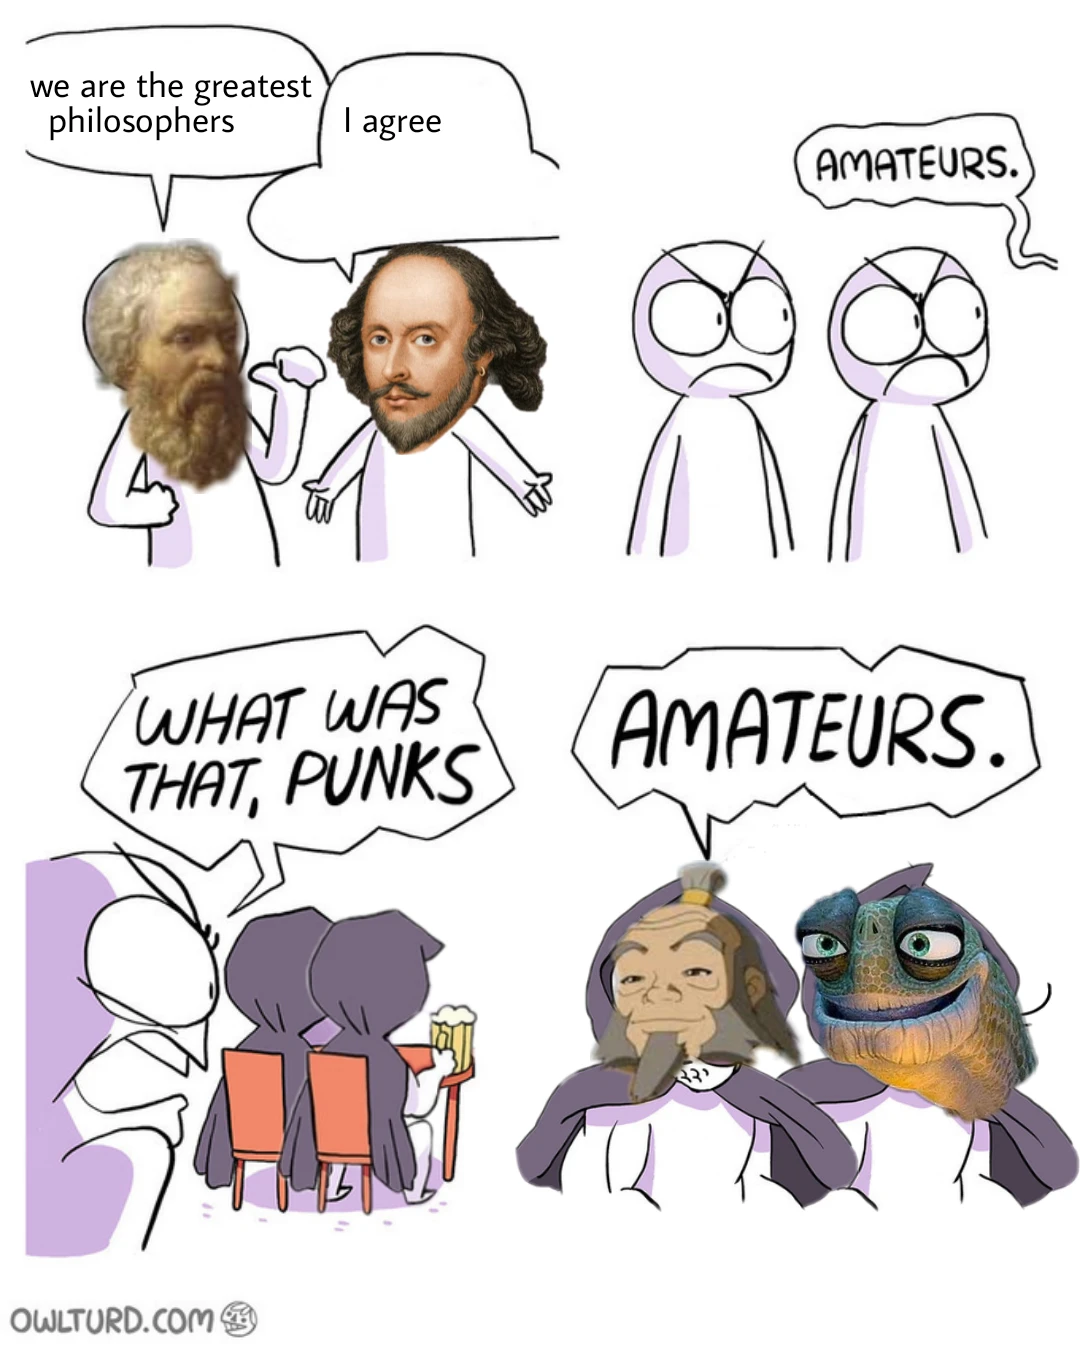 we are the greatest
philosophers
I agree
AMATEURS.
WHAT WAS
THAT, PUNKS
AMATEURS.
OWLTURD.COM